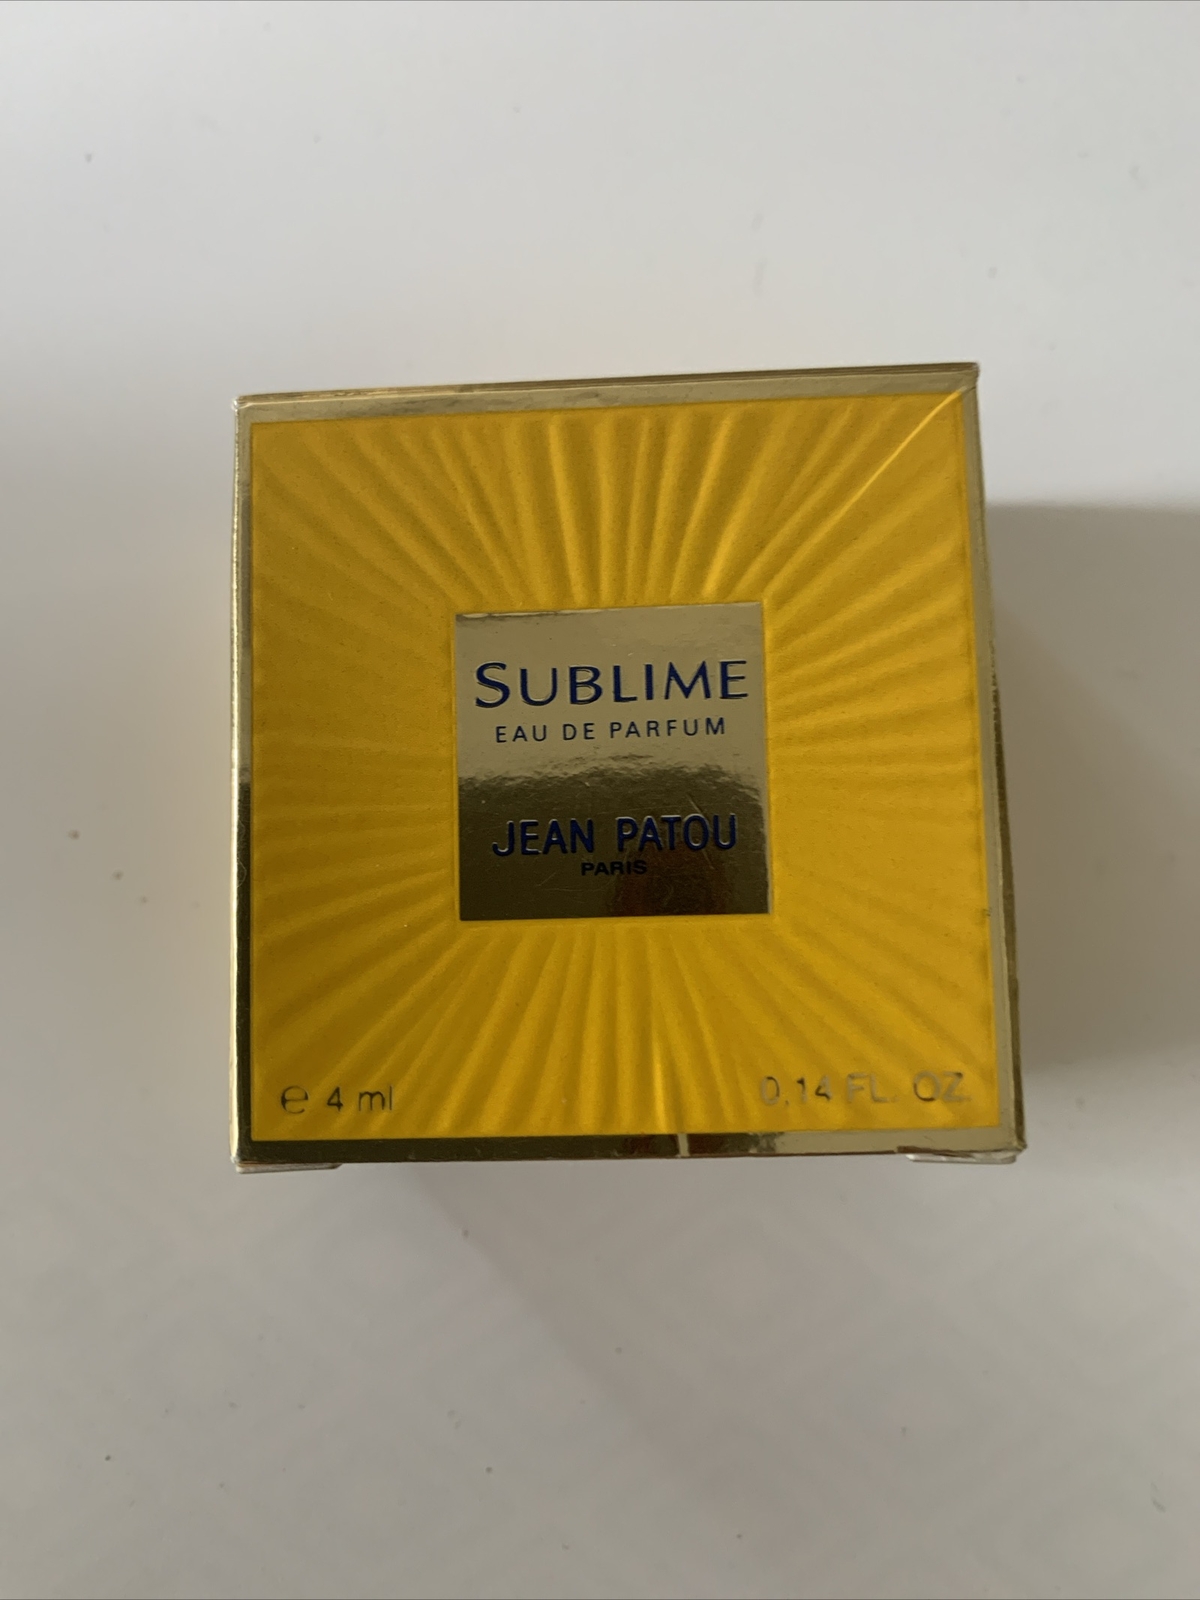 SUBLIME
EAU DE PARFUM
JEAN PATOU
PARIS
℮ 4 ml
0,14 FL. OZ.